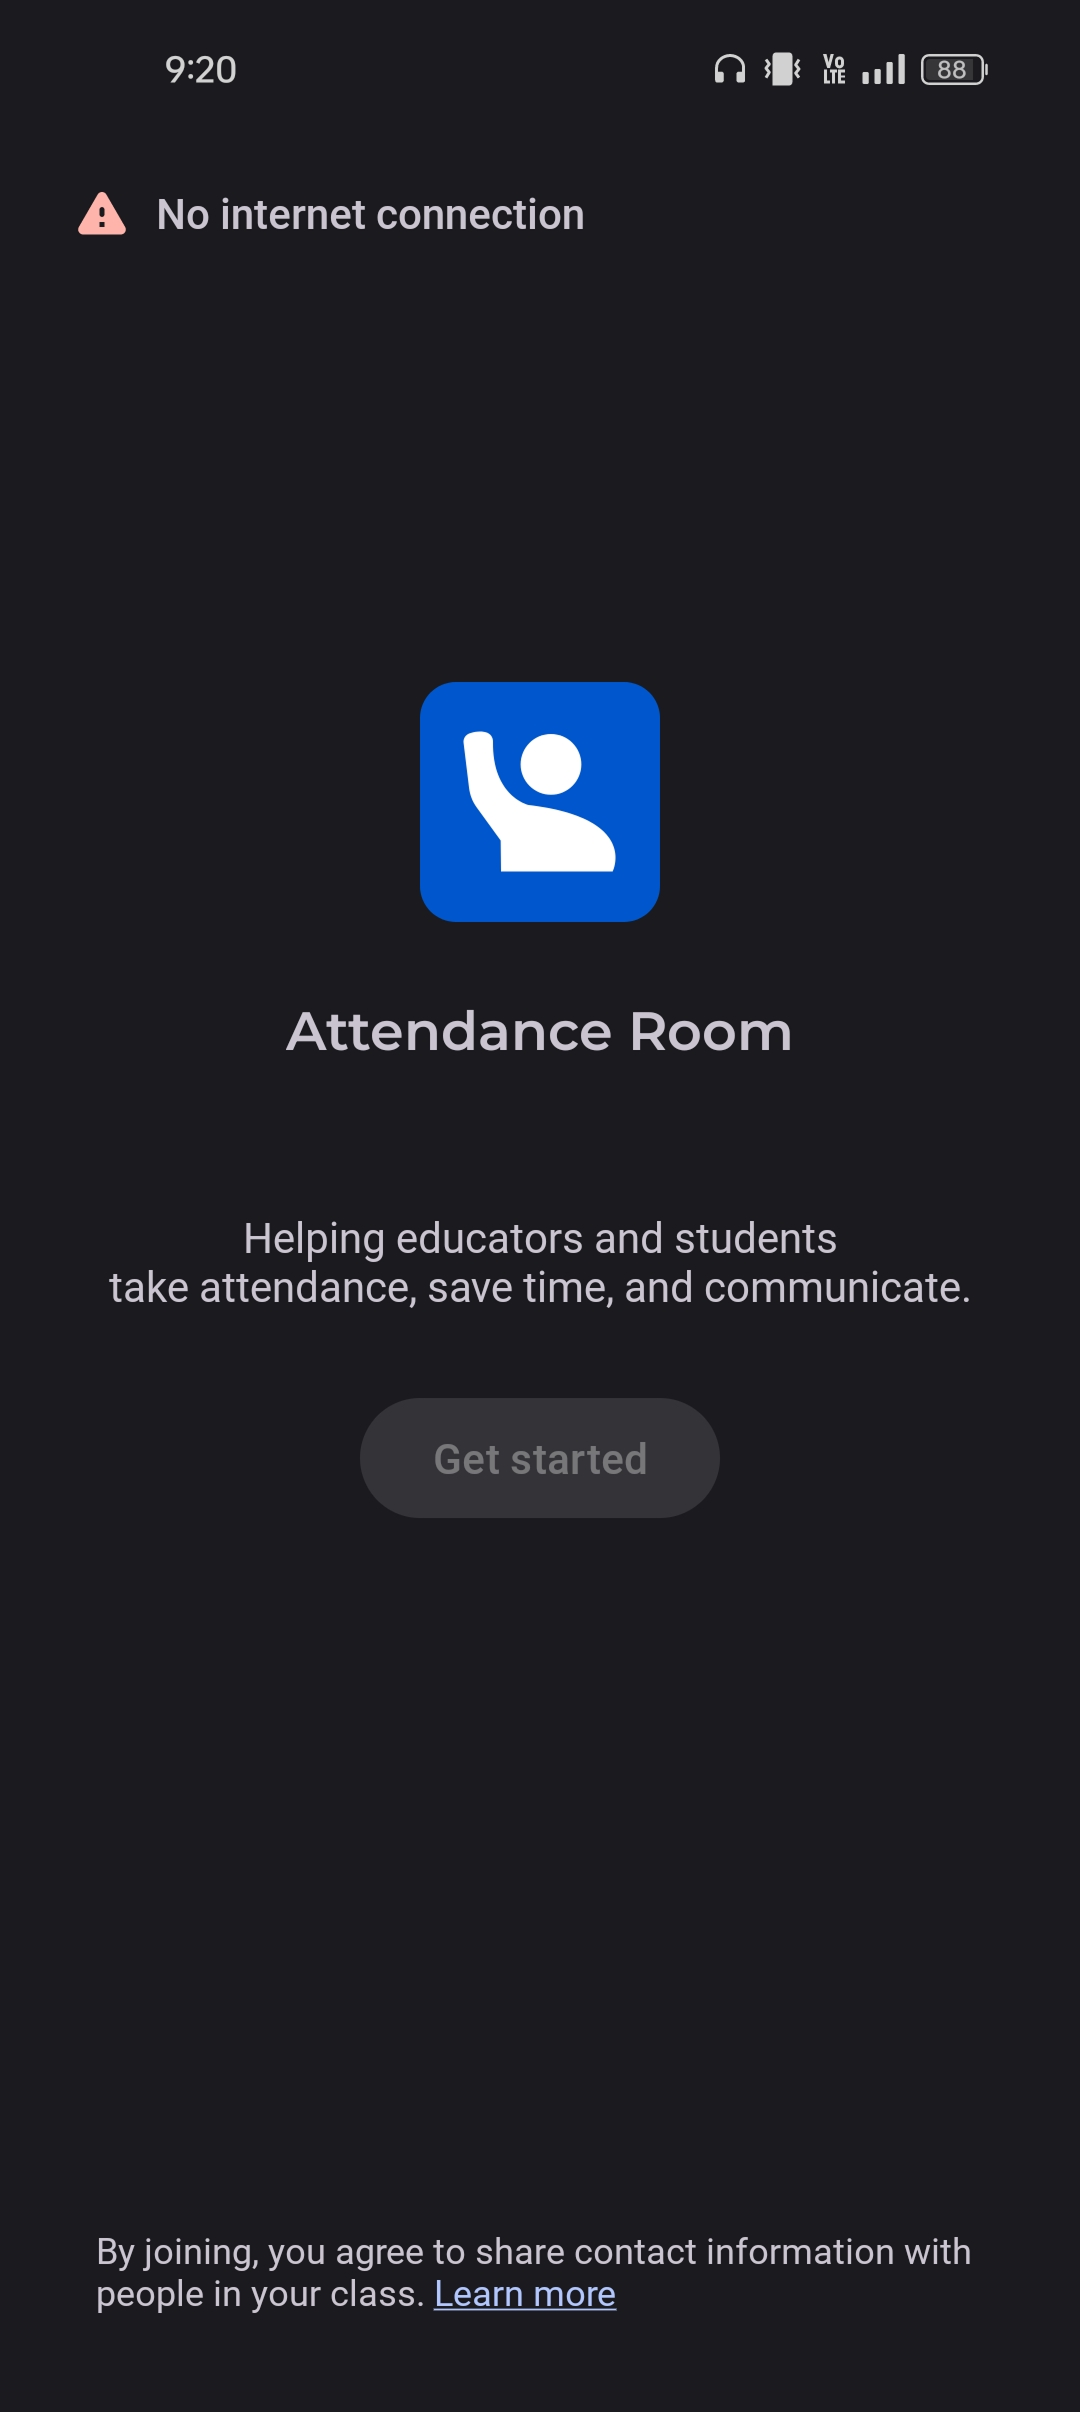 9:20
Vo
LTE
88
No internet connection
Attendance Room
Helping educators and students
take attendance, save time, and communicate.
Get started
By joining, you agree to share contact information with
people in your class. Learn more